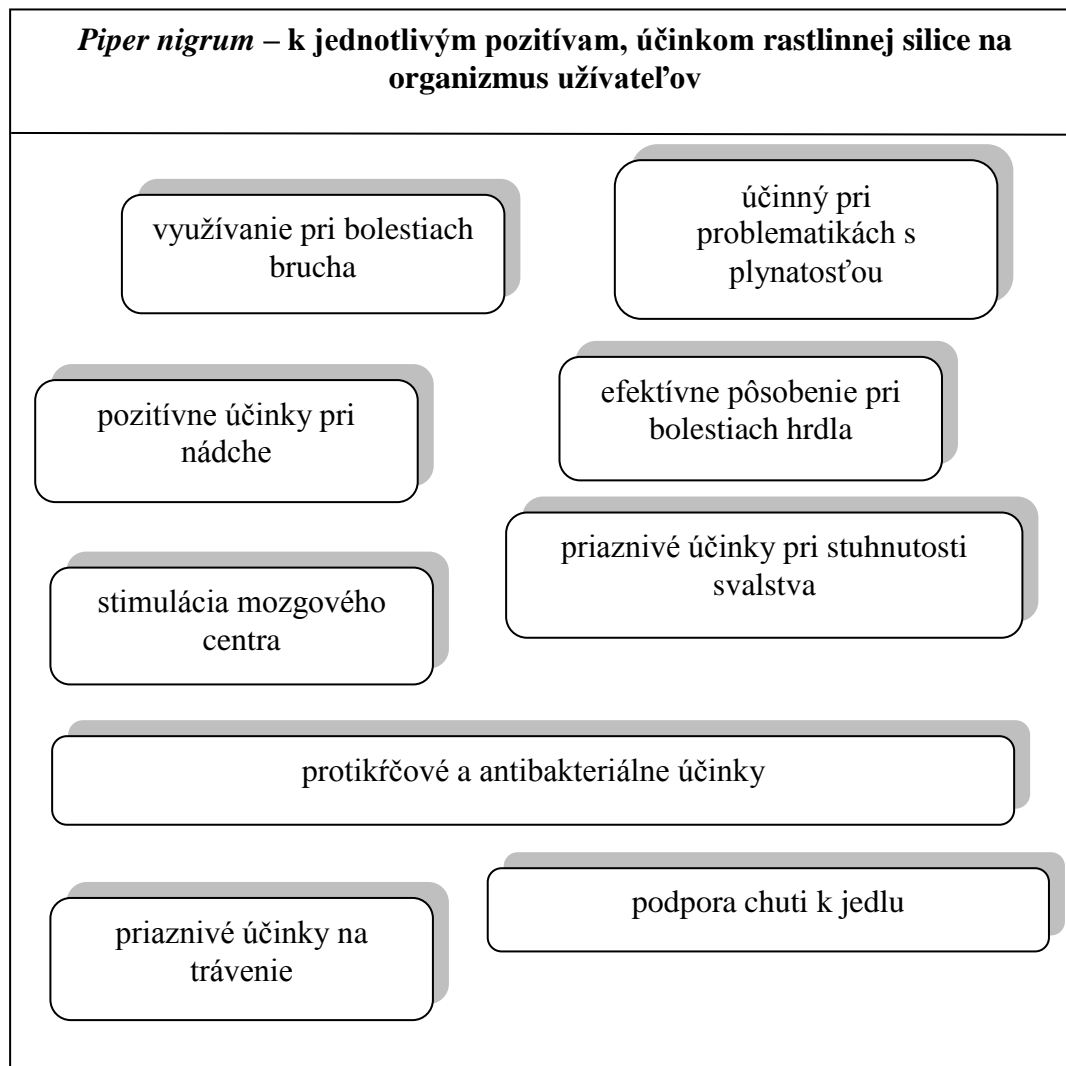 Piper nigrum – k jednotlivým pozitívam, účinkom rastlinnej silice na
organizmus užívateľov
využívanie pri bolestiach
brucha
účinný pri
problematikách s
plynatosťou
pozitívne účinky pri
nádche
efektívne pôsobenie pri
bolestiach hrdla
stimulácia mozgového
centra
priaznivé účinky pri stuhnutosti
svalstva
protikŕčové a antibakteriálne účinky
priaznivé účinky na
trávenie
podpora chuti k jedlu